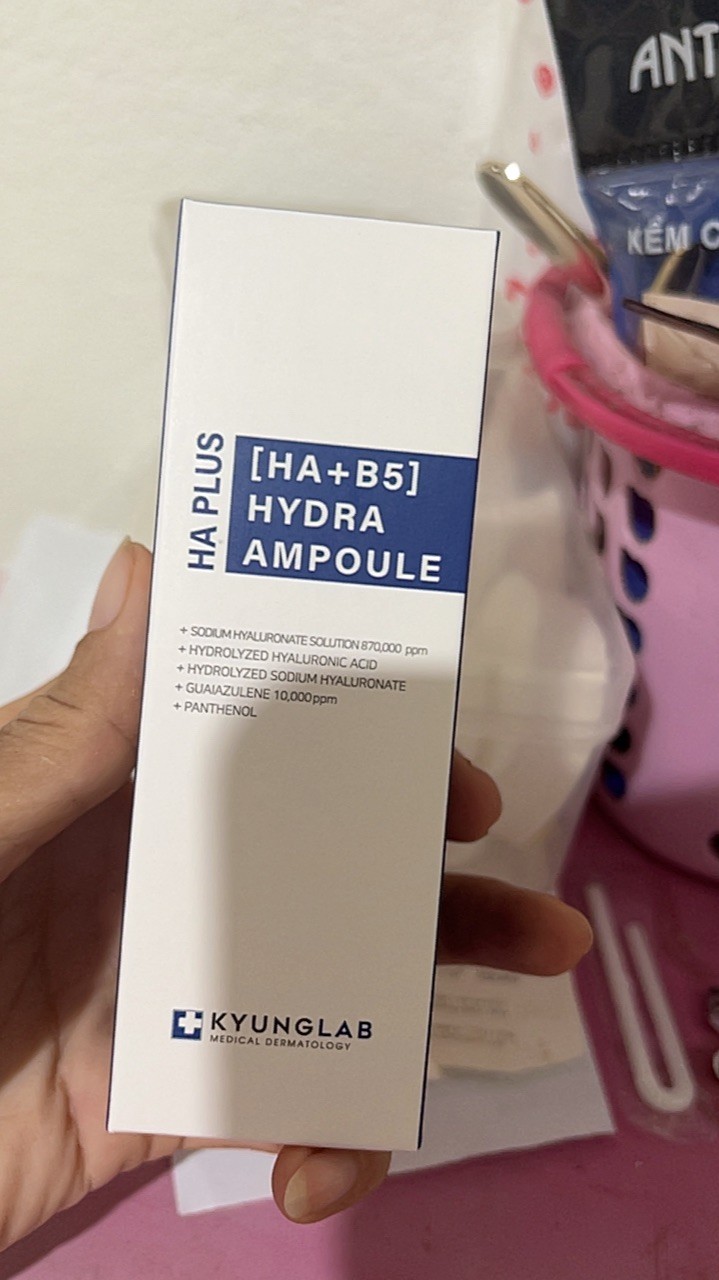 ANT
KỀM C
HA PLUS
[HA+B5]
HYDRA
AMPOULE
+ SODIUM HYALURONATE SOLUTION 870,000 ppm
+ HYDROLYZED HYALURONIC ACID
+ HYDROLYZED SODIUM HYALURONATE
+ GUAIAZULENE 10,000ppm
+ PANTHENOL
KYUNGLAB
MEDICAL DERMATOLOGY